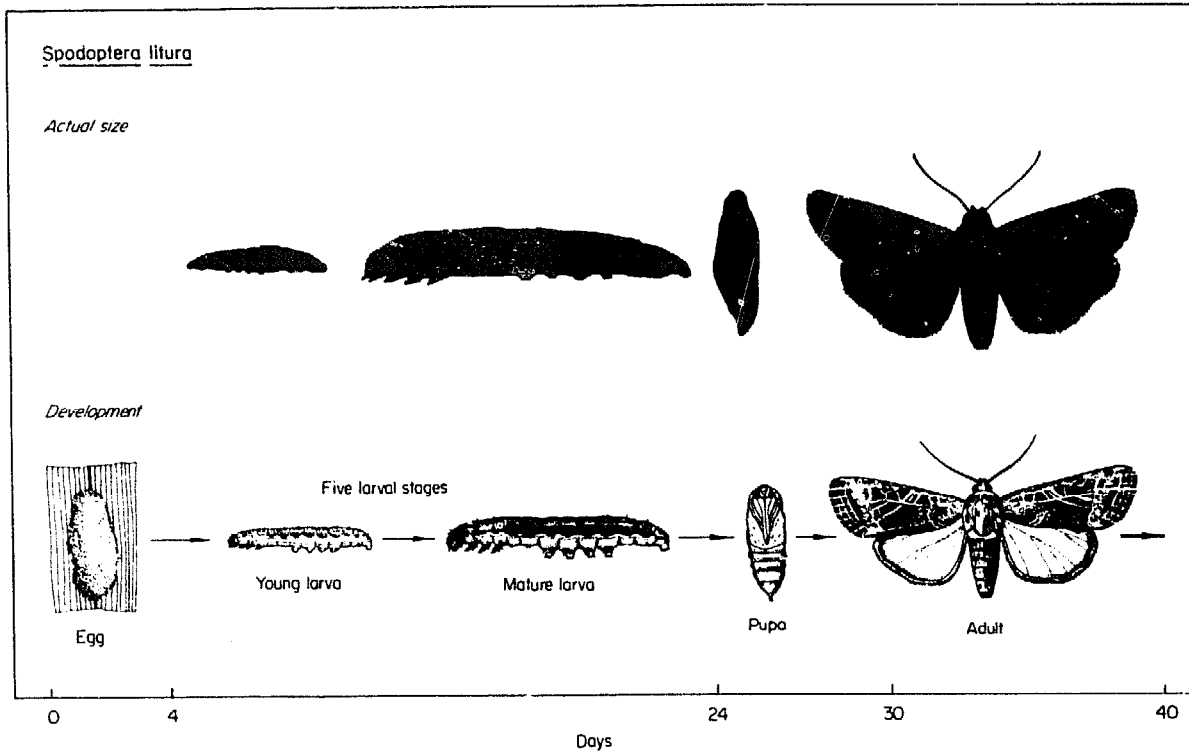 Spodoptera litura
Actual size
Development
Five larval stages
Young larva
Mature larva
Egg
Pupa
Adult
0 4 24 30 40
Days